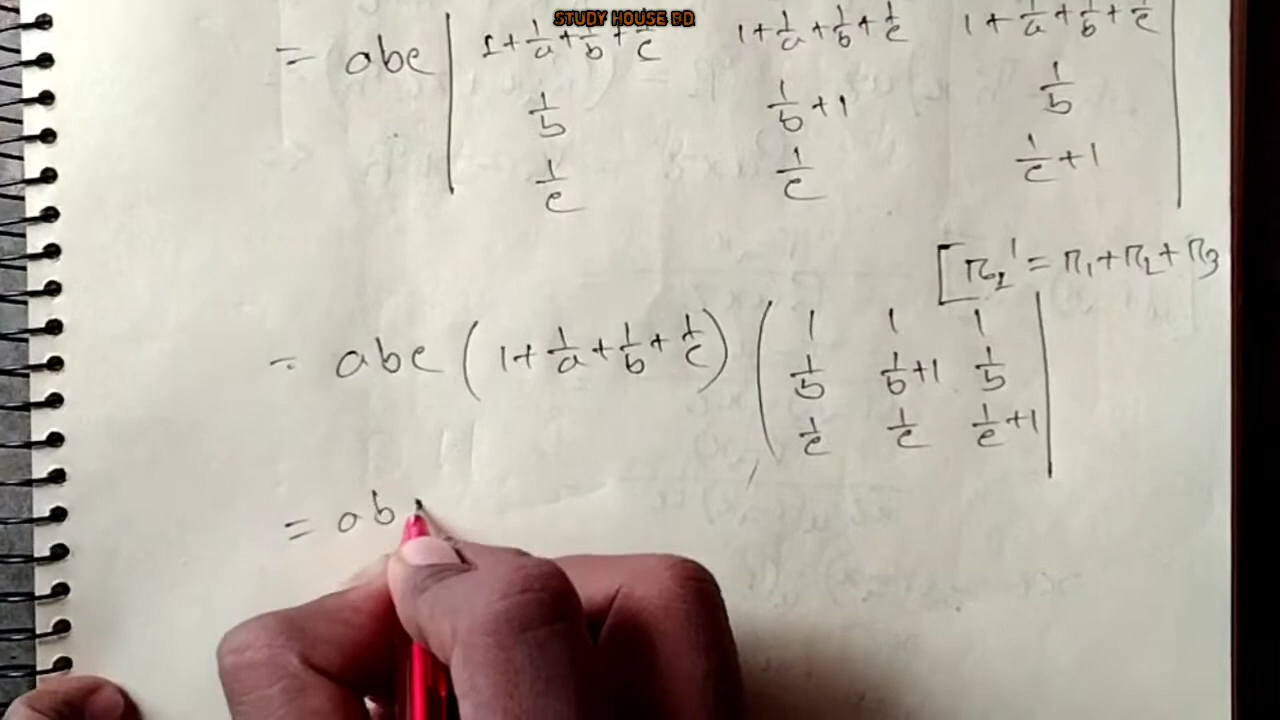 STUDY HOUSE BD
= abc | 1+1/a+1/b+1/c 1+1/a+1/b+1/c 1+1/a+1/b+1/c |
1/b 1/b+1 1/b
1/c 1/c 1/c+1
[r₁' = r₁+r₂+r₃
= abc (1+1/a+1/b+1/c) | 1 1 1 |
1/b 1/b+1 1/b
1/c 1/c 1/c+1
= ab